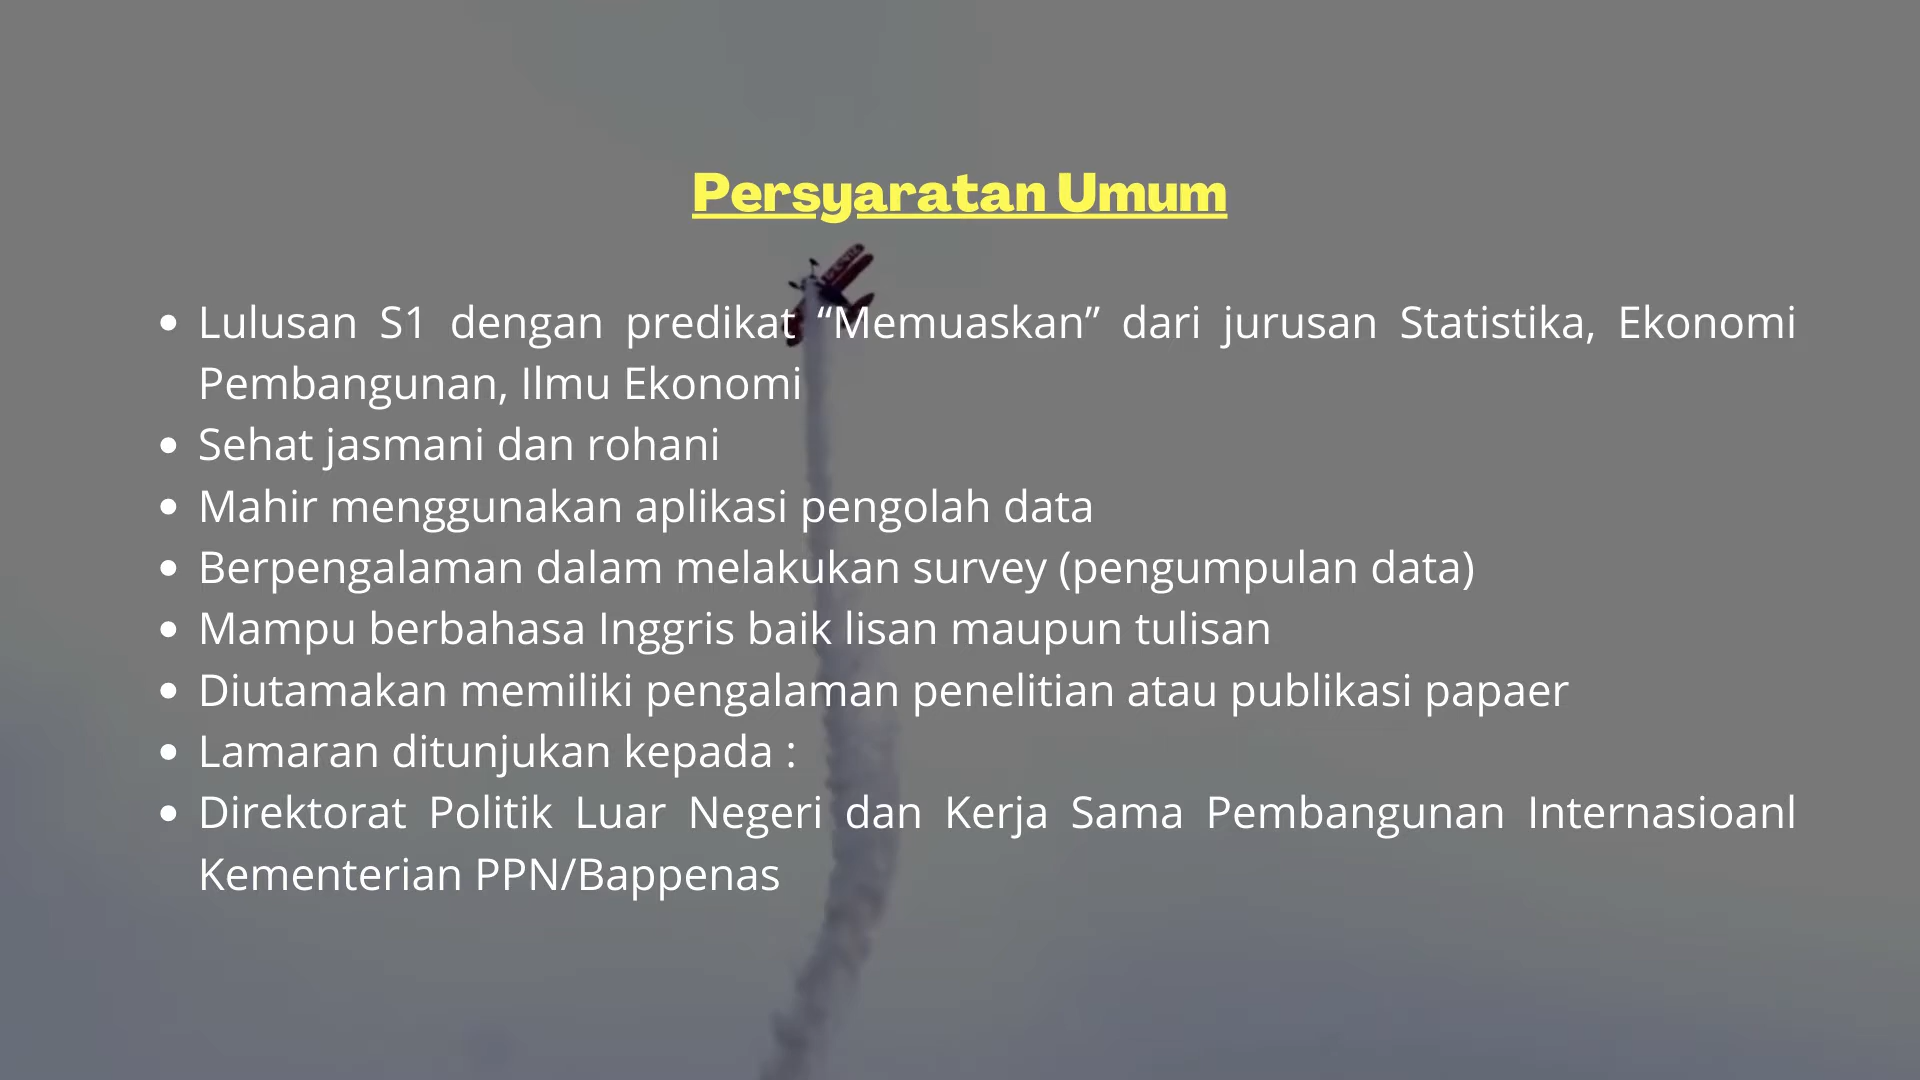 Persyaratan Umum
• Lulusan S1 dengan predikat “Memuaskan” dari jurusan Statistika, Ekonomi
Pembangunan, Ilmu Ekonomi
• Sehat jasmani dan rohani
• Mahir menggunakan aplikasi pengolah data
• Berpengalaman dalam melakukan survey (pengumpulan data)
• Mampu berbahasa Inggris baik lisan maupun tulisan
• Diutamakan memiliki pengalaman penelitian atau publikasi papaer
• Lamaran ditunjukan kepada :
• Direktorat Politik Luar Negeri dan Kerja Sama Pembangunan Internasioanl
Kementerian PPN/Bappenas